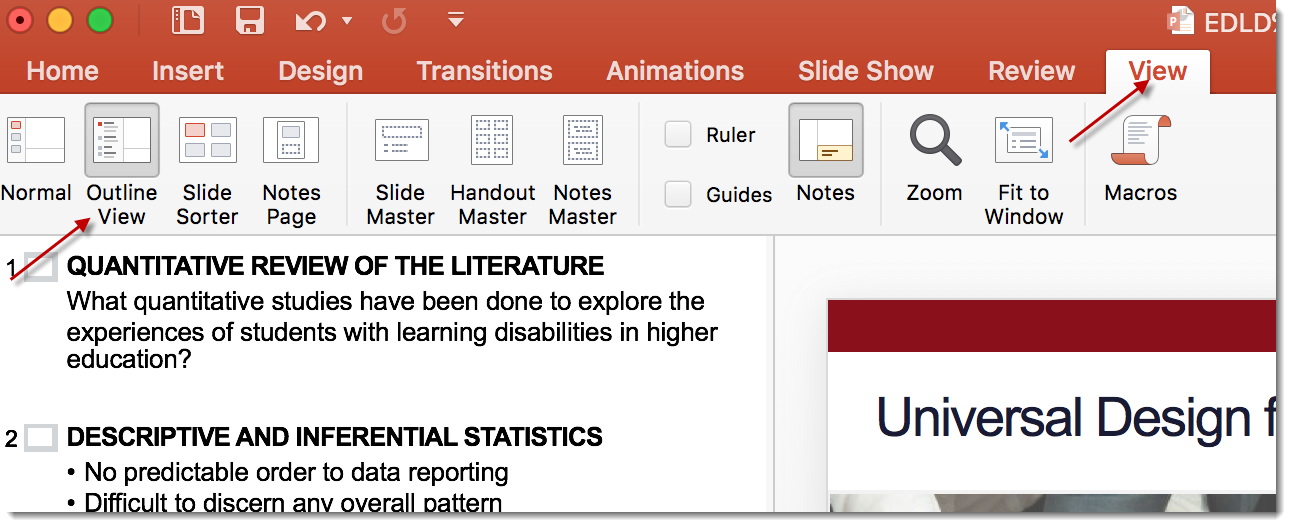 EDLD
Home Insert Design Transitions Animations Slide Show Review View
Normal Outline View Slide Sorter Notes Page Slide Master Handout Master Notes Master Ruler Guides Notes Zoom Fit to Window Macros
1 QUANTITATIVE REVIEW OF THE LITERATURE
What quantitative studies have been done to explore the
experiences of students with learning disabilities in higher
education?
2 DESCRIPTIVE AND INFERENTIAL STATISTICS
• No predictable order to data reporting
• Difficult to discern any overall pattern
Universal Design f